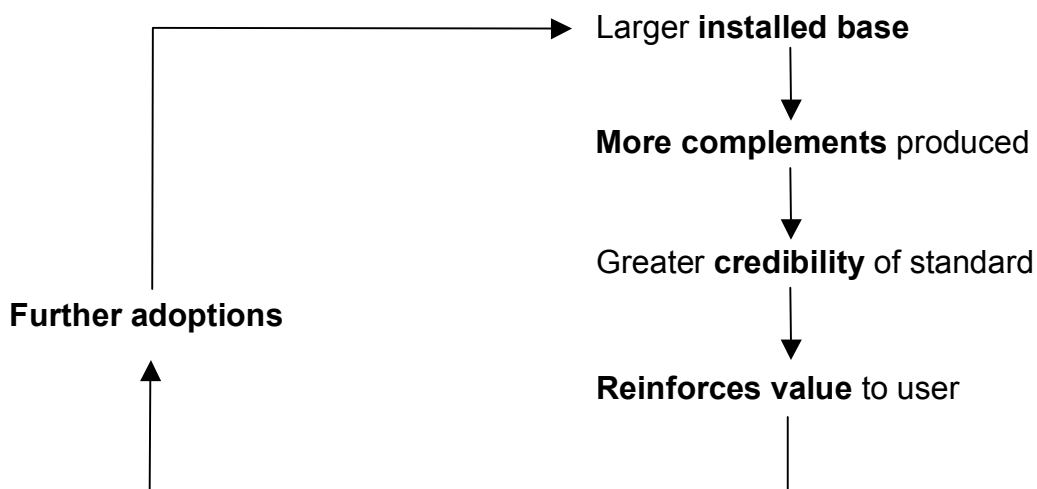 Larger installed base
More complements produced
Greater credibility of standard
Further adoptions
Reinforces value to user